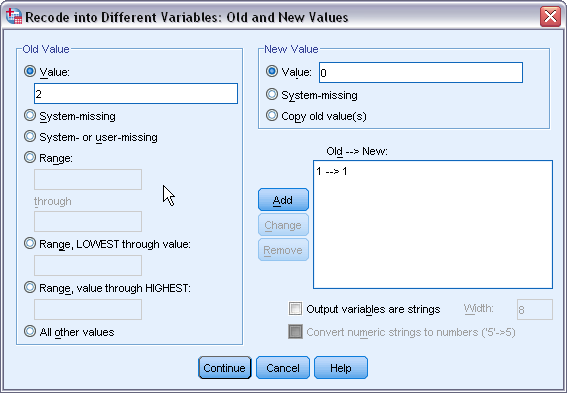 Recode into Different Variables: Old and New Values
Old Value
Value:
2
System-missing
System- or user-missing
Range:
through
Range, LOWEST through value:
Range, value through HIGHEST:
All other values
New Value
Value: 0
System-missing
Copy old value(s)
Old --> New:
1 --> 1
Add
Change
Remove
Output variables are strings Width: 8
Convert numeric strings to numbers ('5'->5)
Continue Cancel Help